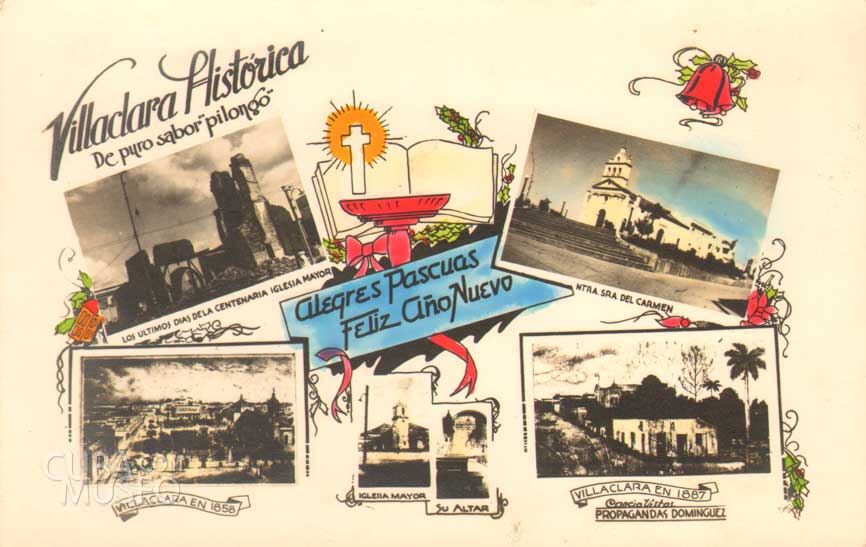 Villaclara Histórica
De puro sabor "pilongo"
LOS ULTIMOS DIAS DE LA CENTENARIA IGLESIA MAYOR
Alegres Pascuas
Feliz Año Nuevo
NTRA. SRA DEL CARMEN
CUBA
MUSEO
VILLACLARA EN 1858
IGLESIA MAYOR
SU ALTAR
VILLACLARA EN 1887
PROPAGANDAS DOMINGUEZ